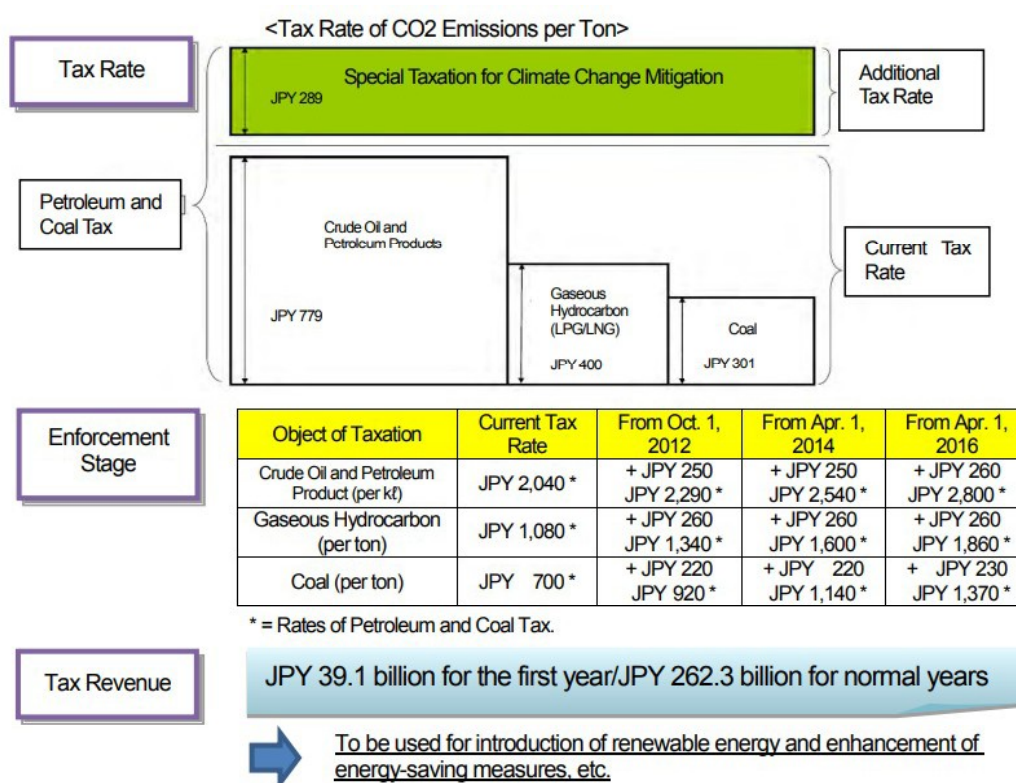 <Tax Rate of CO2 Emissions per Ton>
Tax Rate
Special Taxation for Climate Change Mitigation
JPY 289
Additional
Tax Rate
Petroleum and
Coal Tax
Crude Oil and
Petroleum Products
JPY 779
Gaseous
Hydrocarbon
(LPG/LNG)
JPY 400
Coal
JPY 301
Current Tax
Rate
Enforcement
Stage
Object of Taxation
Current Tax
Rate
From Oct. 1,
2012
From Apr. 1,
2014
From Apr. 1,
2016
Crude Oil and Petroleum
Product (per kℓ)
JPY 2,040 *
+ JPY 250
JPY 2,290 *
+ JPY 250
JPY 2,540 *
+ JPY 260
JPY 2,800 *
Gaseous Hydrocarbon
(per ton)
JPY 1,080 *
+ JPY 260
JPY 1,340 *
+ JPY 260
JPY 1,600 *
+ JPY 260
JPY 1,860 *
Coal (per ton)
JPY 700 *
+ JPY 220
JPY 920 *
+ JPY 220
JPY 1,140 *
+ JPY 230
JPY 1,370 *
* = Rates of Petroleum and Coal Tax.
Tax Revenue
JPY 39.1 billion for the first year/JPY 262.3 billion for normal years
To be used for introduction of renewable energy and enhancement of
energy-saving measures, etc.